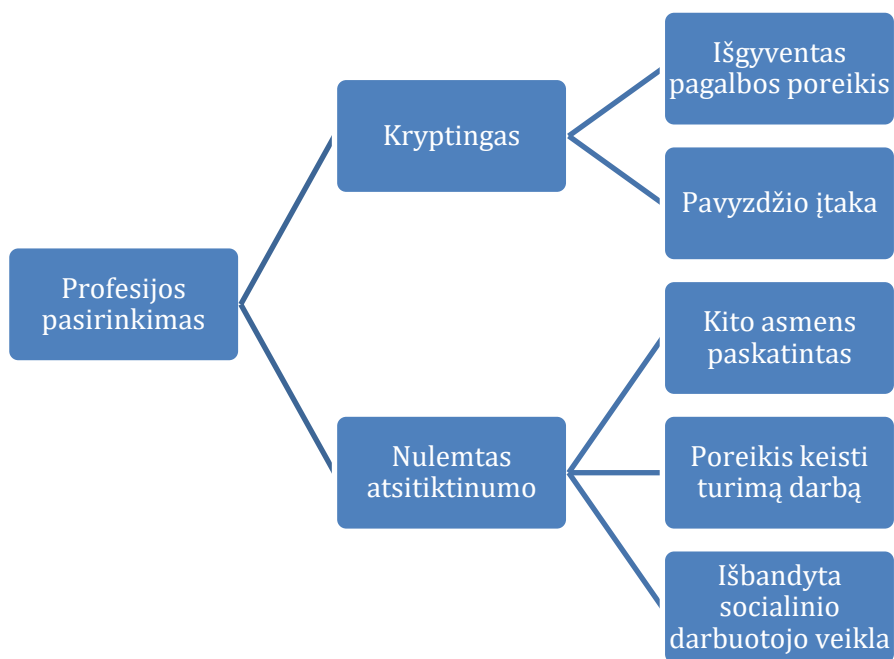 Profesijos
pasirinkimas
Kryptingas
Išgyventas
pagalbos poreikis
Pavyzdžio įtaka
Nulemtas
atsitiktinumo
Kito asmens
paskatintas
Poreikis keisti
turimą darbą
Išbandyta
socialinio
darbuotojo veikla